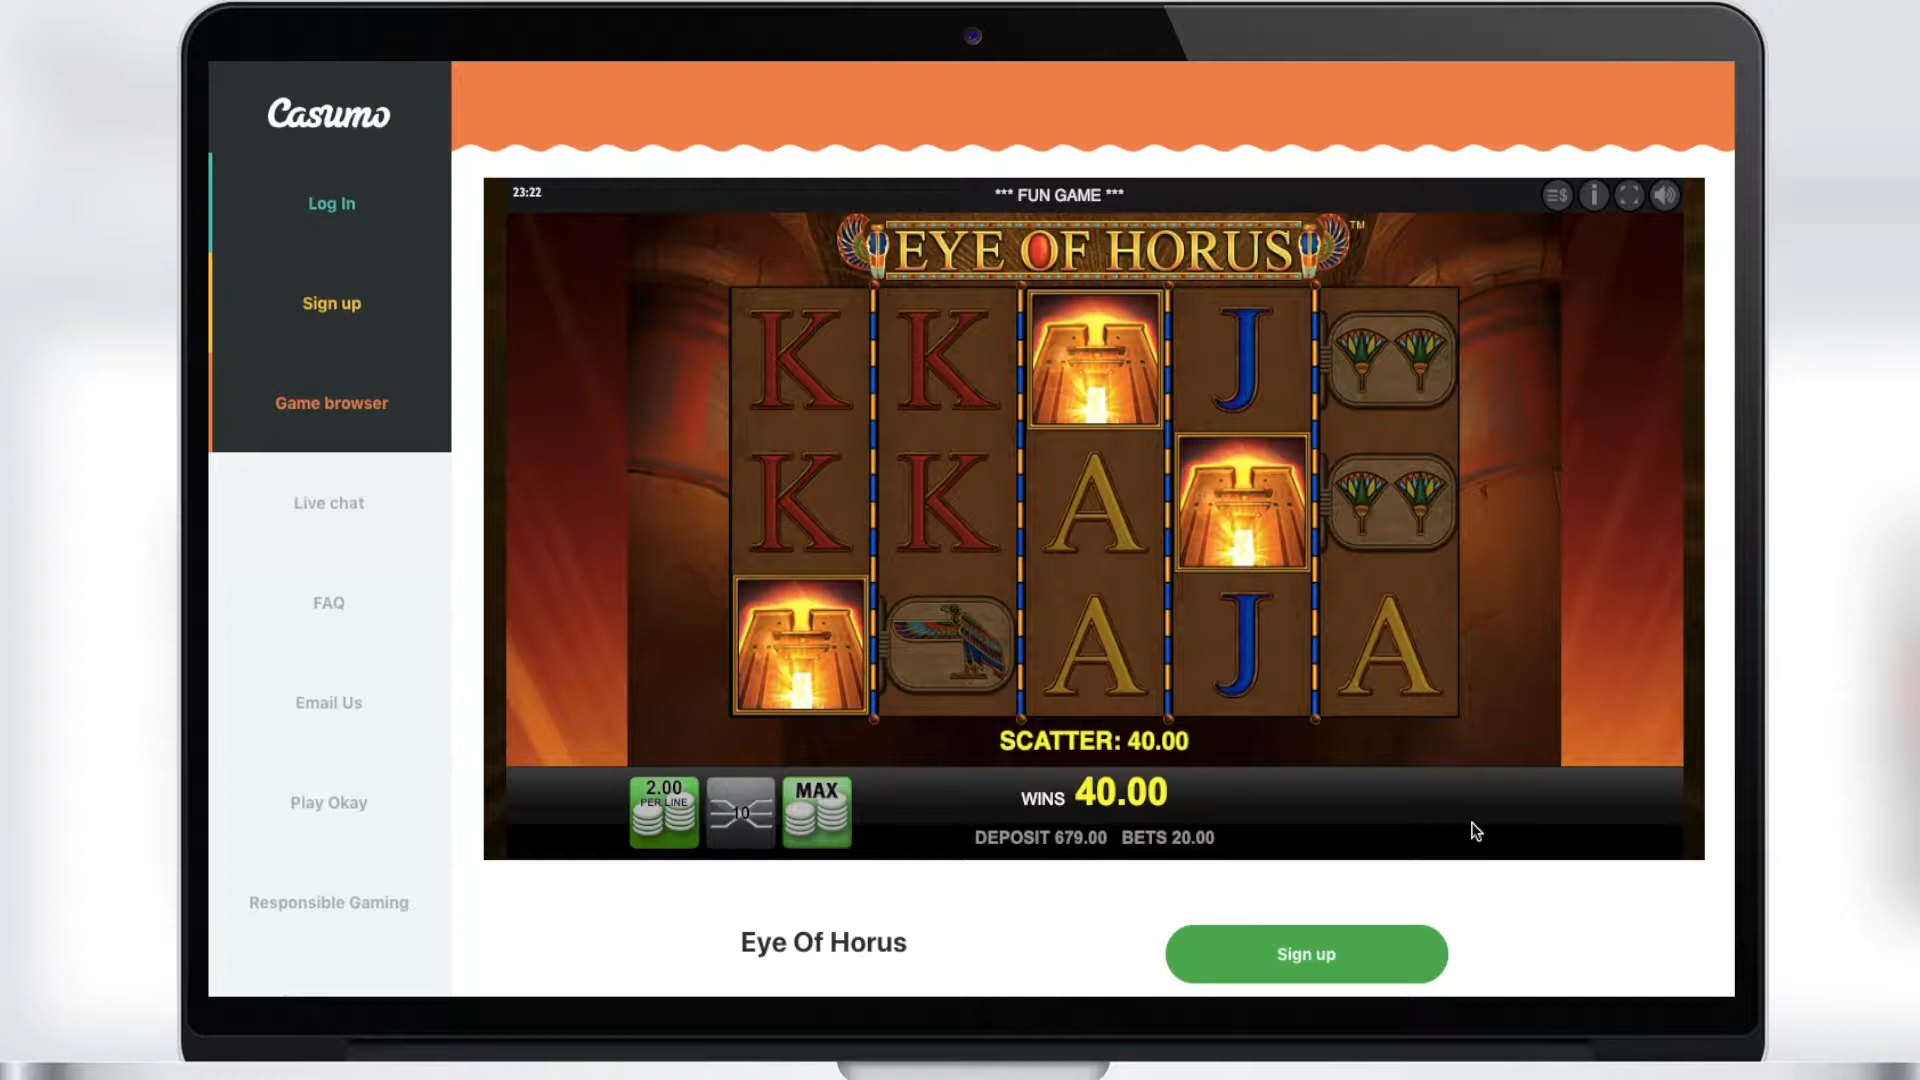 Casumo
Log In
Sign up
Game browser
Live chat
FAQ
Email Us
Play Okay
Responsible Gaming
23:22
*** FUN GAME ***
EYE OF HORUS™
K K J
K K A
A J A
SCATTER: 40.00
2.00
PER LINE
10
MAX
WINS 40.00
DEPOSIT 679.00 BETS 20.00
Eye Of Horus
Sign up